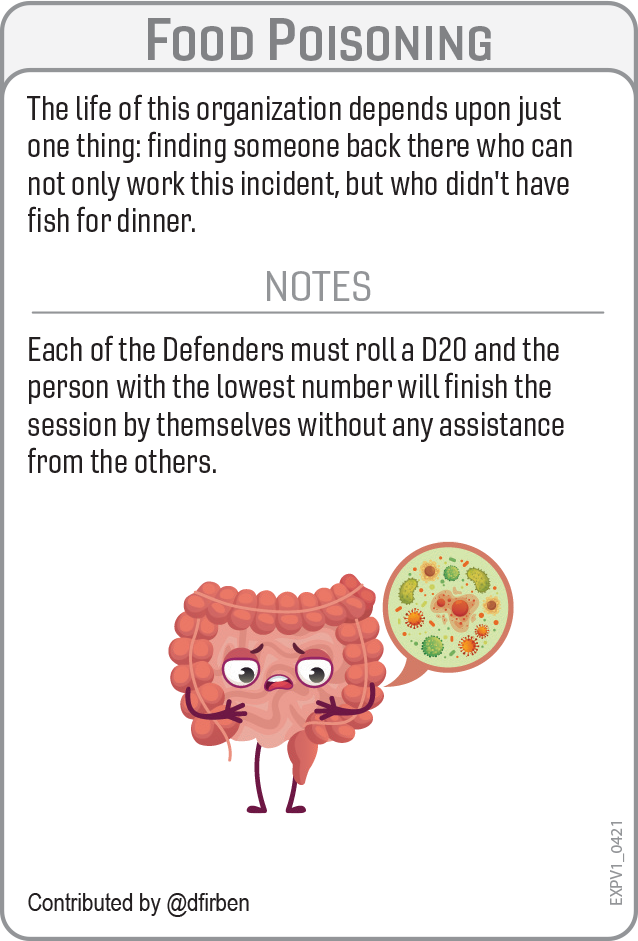 FOOD POISONING
The life of this organization depends upon just
one thing: finding someone back there who can
not only work this incident, but who didn't have
fish for dinner.
NOTES
Each of the Defenders must roll a D20 and the
person with the lowest number will finish the
session by themselves without any assistance
from the others.
EXPV1_0421
Contributed by @dfirben